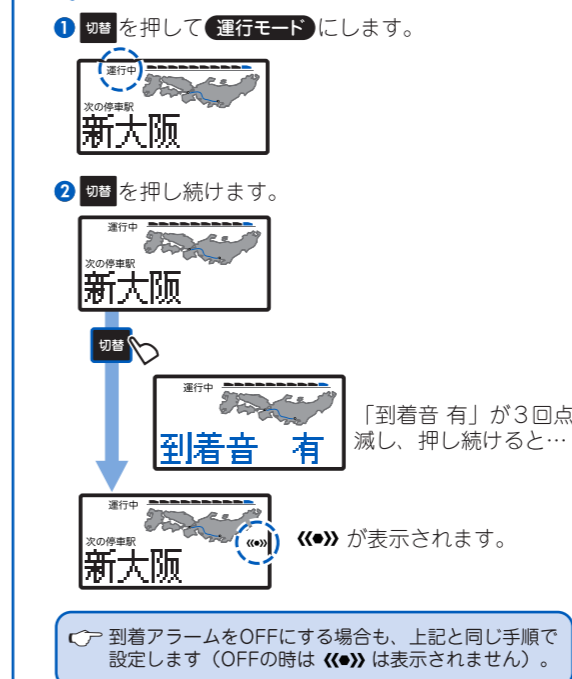 ❶ 切替 を押して 運行モード にします。
運行中
次の停車駅
新大阪
❷ 切替 を押し続けます。
運行中
次の停車駅
新大阪
切替
運行中
到着音 有
「到着音 有」が３回点
滅し、押し続けると…
運行中
次の停車駅
新大阪
が表示されます。
到着アラームをOFFにする場合も、上記と同じ手順で
設定します（OFFの時は は表示されません）。